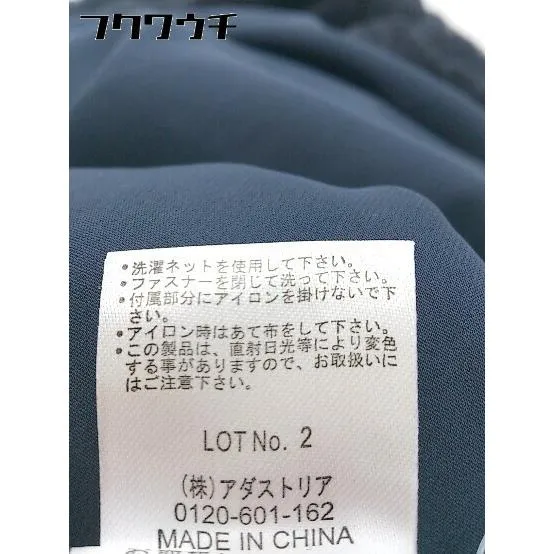 フクワウチ
・洗濯ネットを使用して下さい。
・ファスナーを閉じて洗って下さい。
・付属部分にアイロンを掛けないで下
さい。
・アイロン時はあて布をして下さい。
・この製品は、直射日光等により変色
する事がありますので、お取扱いに
はご注意下さい。
LOT No. 2
(株)アダストリア
0120-601-162
MADE IN CHINA